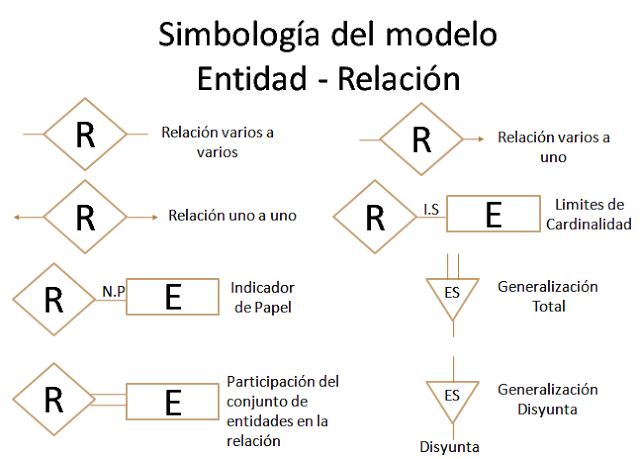 Simbología del modelo
Entidad - Relación
R
Relación varios a
varios
R
Relación varios a
uno
R
Relación uno a uno
R
I.S
E
Limites de
Cardinalidad
R
N.P
E
Indicador
de Papel
ES
Generalización
Total
R
E
Participación del
conjunto de
entidades en la
relación
ES
Generalización
Disyunta
Disyunta